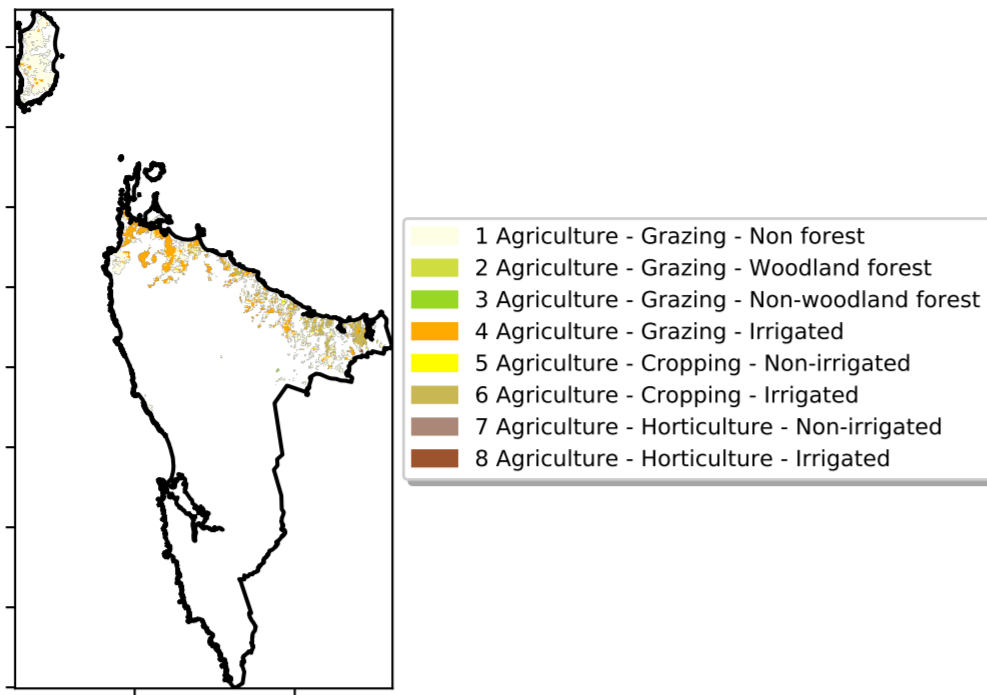 1 Agriculture - Grazing - Non forest
2 Agriculture - Grazing - Woodland forest
3 Agriculture - Grazing - Non-woodland forest
4 Agriculture - Grazing - Irrigated
5 Agriculture - Cropping - Non-irrigated
6 Agriculture - Cropping - Irrigated
7 Agriculture - Horticulture - Non-irrigated
8 Agriculture - Horticulture - Irrigated